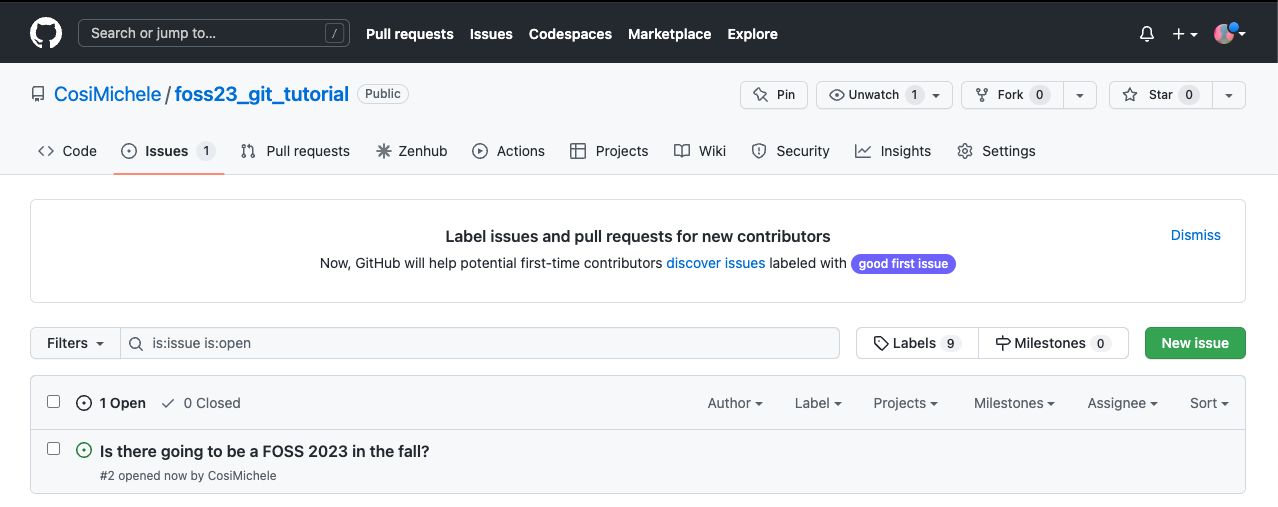 Search or jump to... / Pull requests Issues Codespaces Marketplace Explore
CosiMichele / foss23_git_tutorial Public Pin Unwatch 1 Fork 0 Star 0
Code Issues 1 Pull requests Zenhub Actions Projects Wiki Security Insights Settings
Label issues and pull requests for new contributors Dismiss
Now, GitHub will help potential first-time contributors discover issues labeled with good first issue
Filters is:issue is:open Labels 9 Milestones 0 New issue
1 Open 0 Closed Author Label Projects Milestones Assignee Sort
Is there going to be a FOSS 2023 in the fall?
#2 opened now by CosiMichele